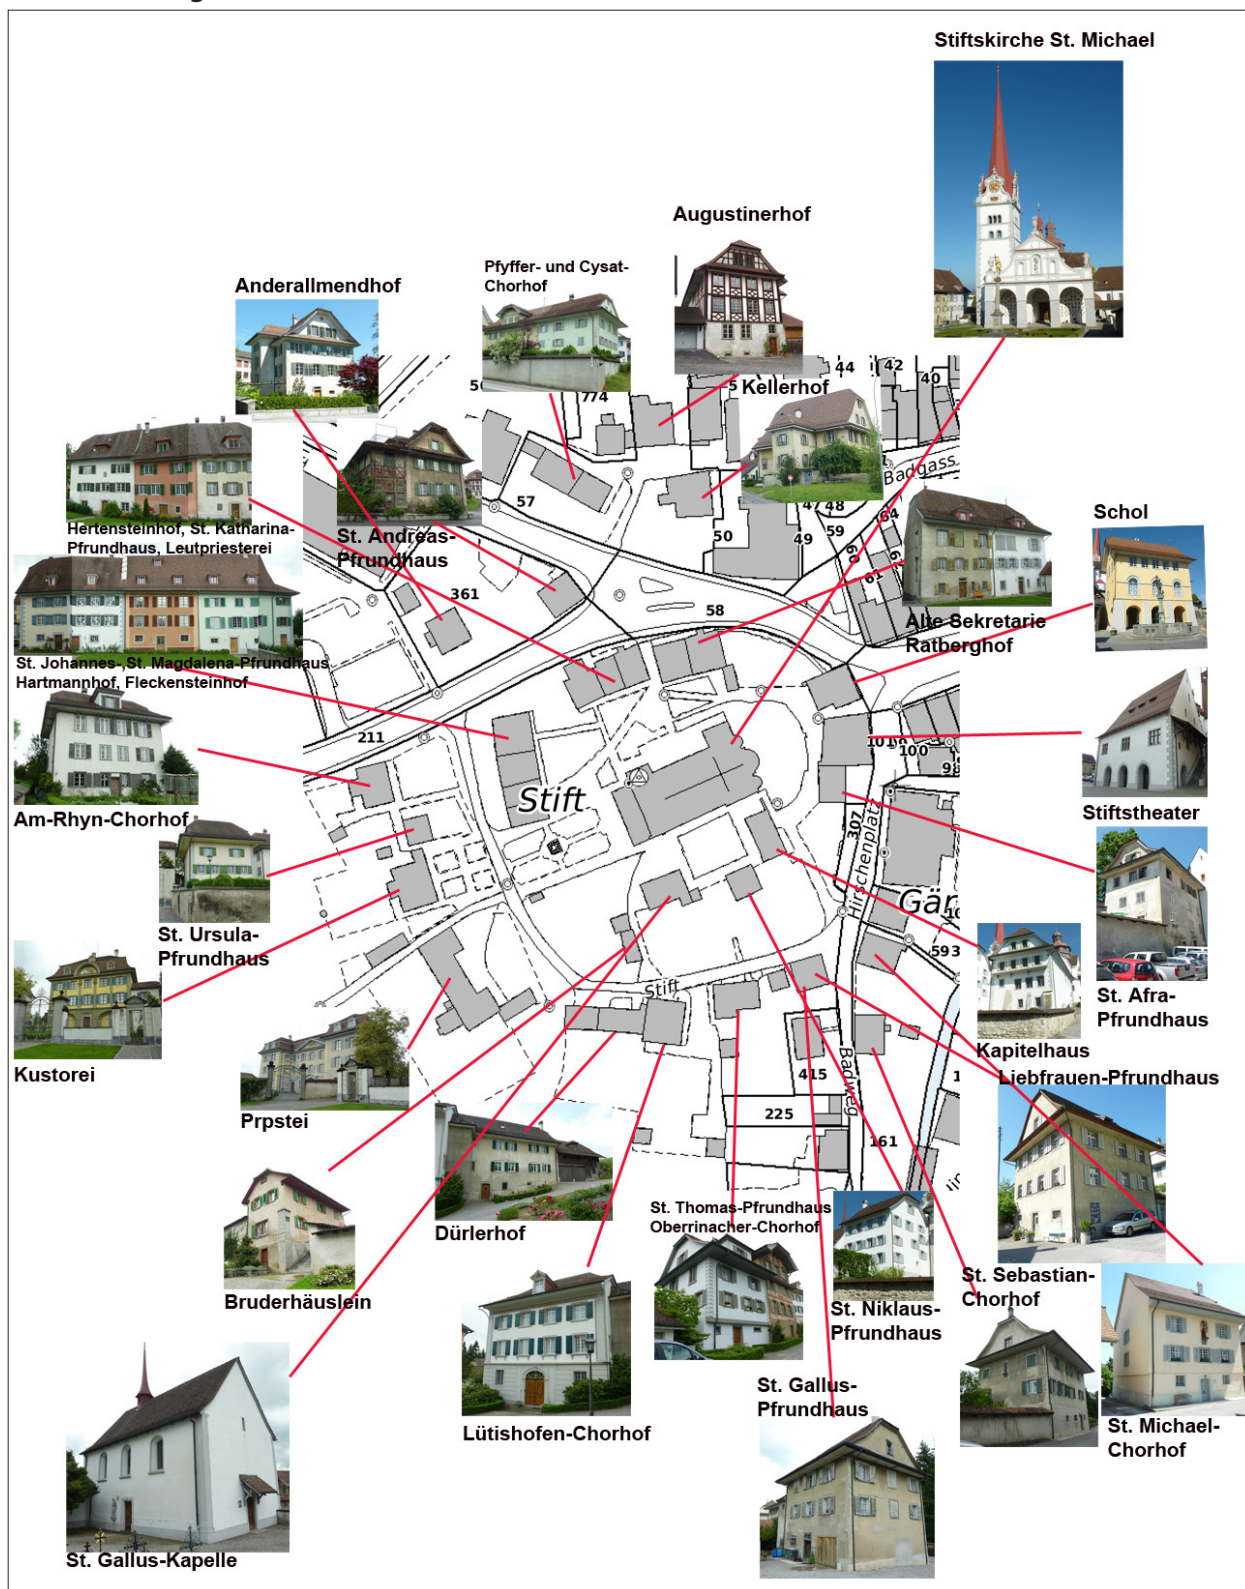 Stiftskirche St. Michael
Augustinerhof
Pfyffer- und Cysat-
Chorhof
Anderallmendhof
Kellerhof
44
42
40
774
57
50
47
48
59
49
60
64
61
Badgass
Hertensteinhof, St. Katharina-
Pfrundhaus, Leutpriesterei
St. Andreas-
Pfrundhaus
361
58
Schol
Alte Sekretarie
Ratberghof
St. Johannes-,St. Magdalena-Pfrundhaus
Hartmannhof, Fleckensteinhof
211
Am-Rhyn-Chorhof
Stift
101
100
98
Stiftstheater
307
Hirschenplatz
Gär
593
St. Ursula-
Pfrundhaus
Kustorei
St. Afra-
Pfrundhaus
Kapitelhaus
Liebfrauen-Pfrundhaus
Stift
Prpstei
415
Badweg
225
161
Dürlerhof
Bruderhäuslein
St. Thomas-Pfrundhaus
Oberrinacher-Chorhof
St. Niklaus-
Pfrundhaus
St. Sebastian-
Chorhof
St. Gallus-
Pfrundhaus
Lütishofen-Chorhof
St. Michael-
Chorhof
St. Gallus-Kapelle